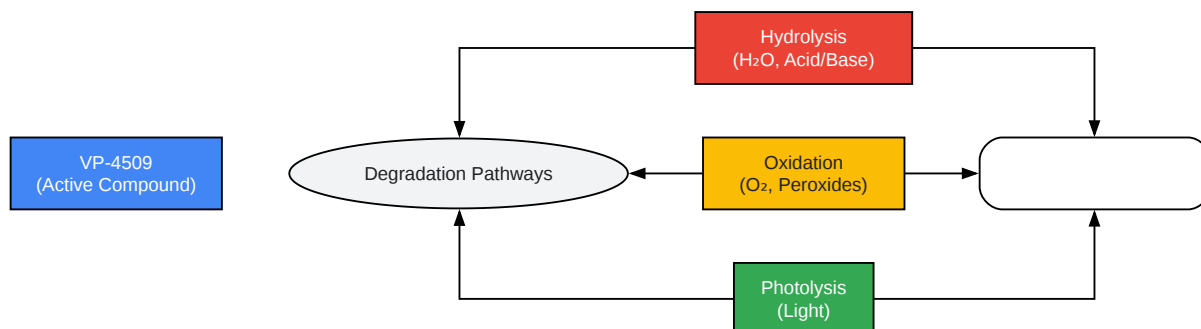 VP-4509
(Active Compound)
Degradation Pathways
Hydrolysis
(H₂O, Acid/Base)
Oxidation
(O₂, Peroxides)
Photolysis
(Light)